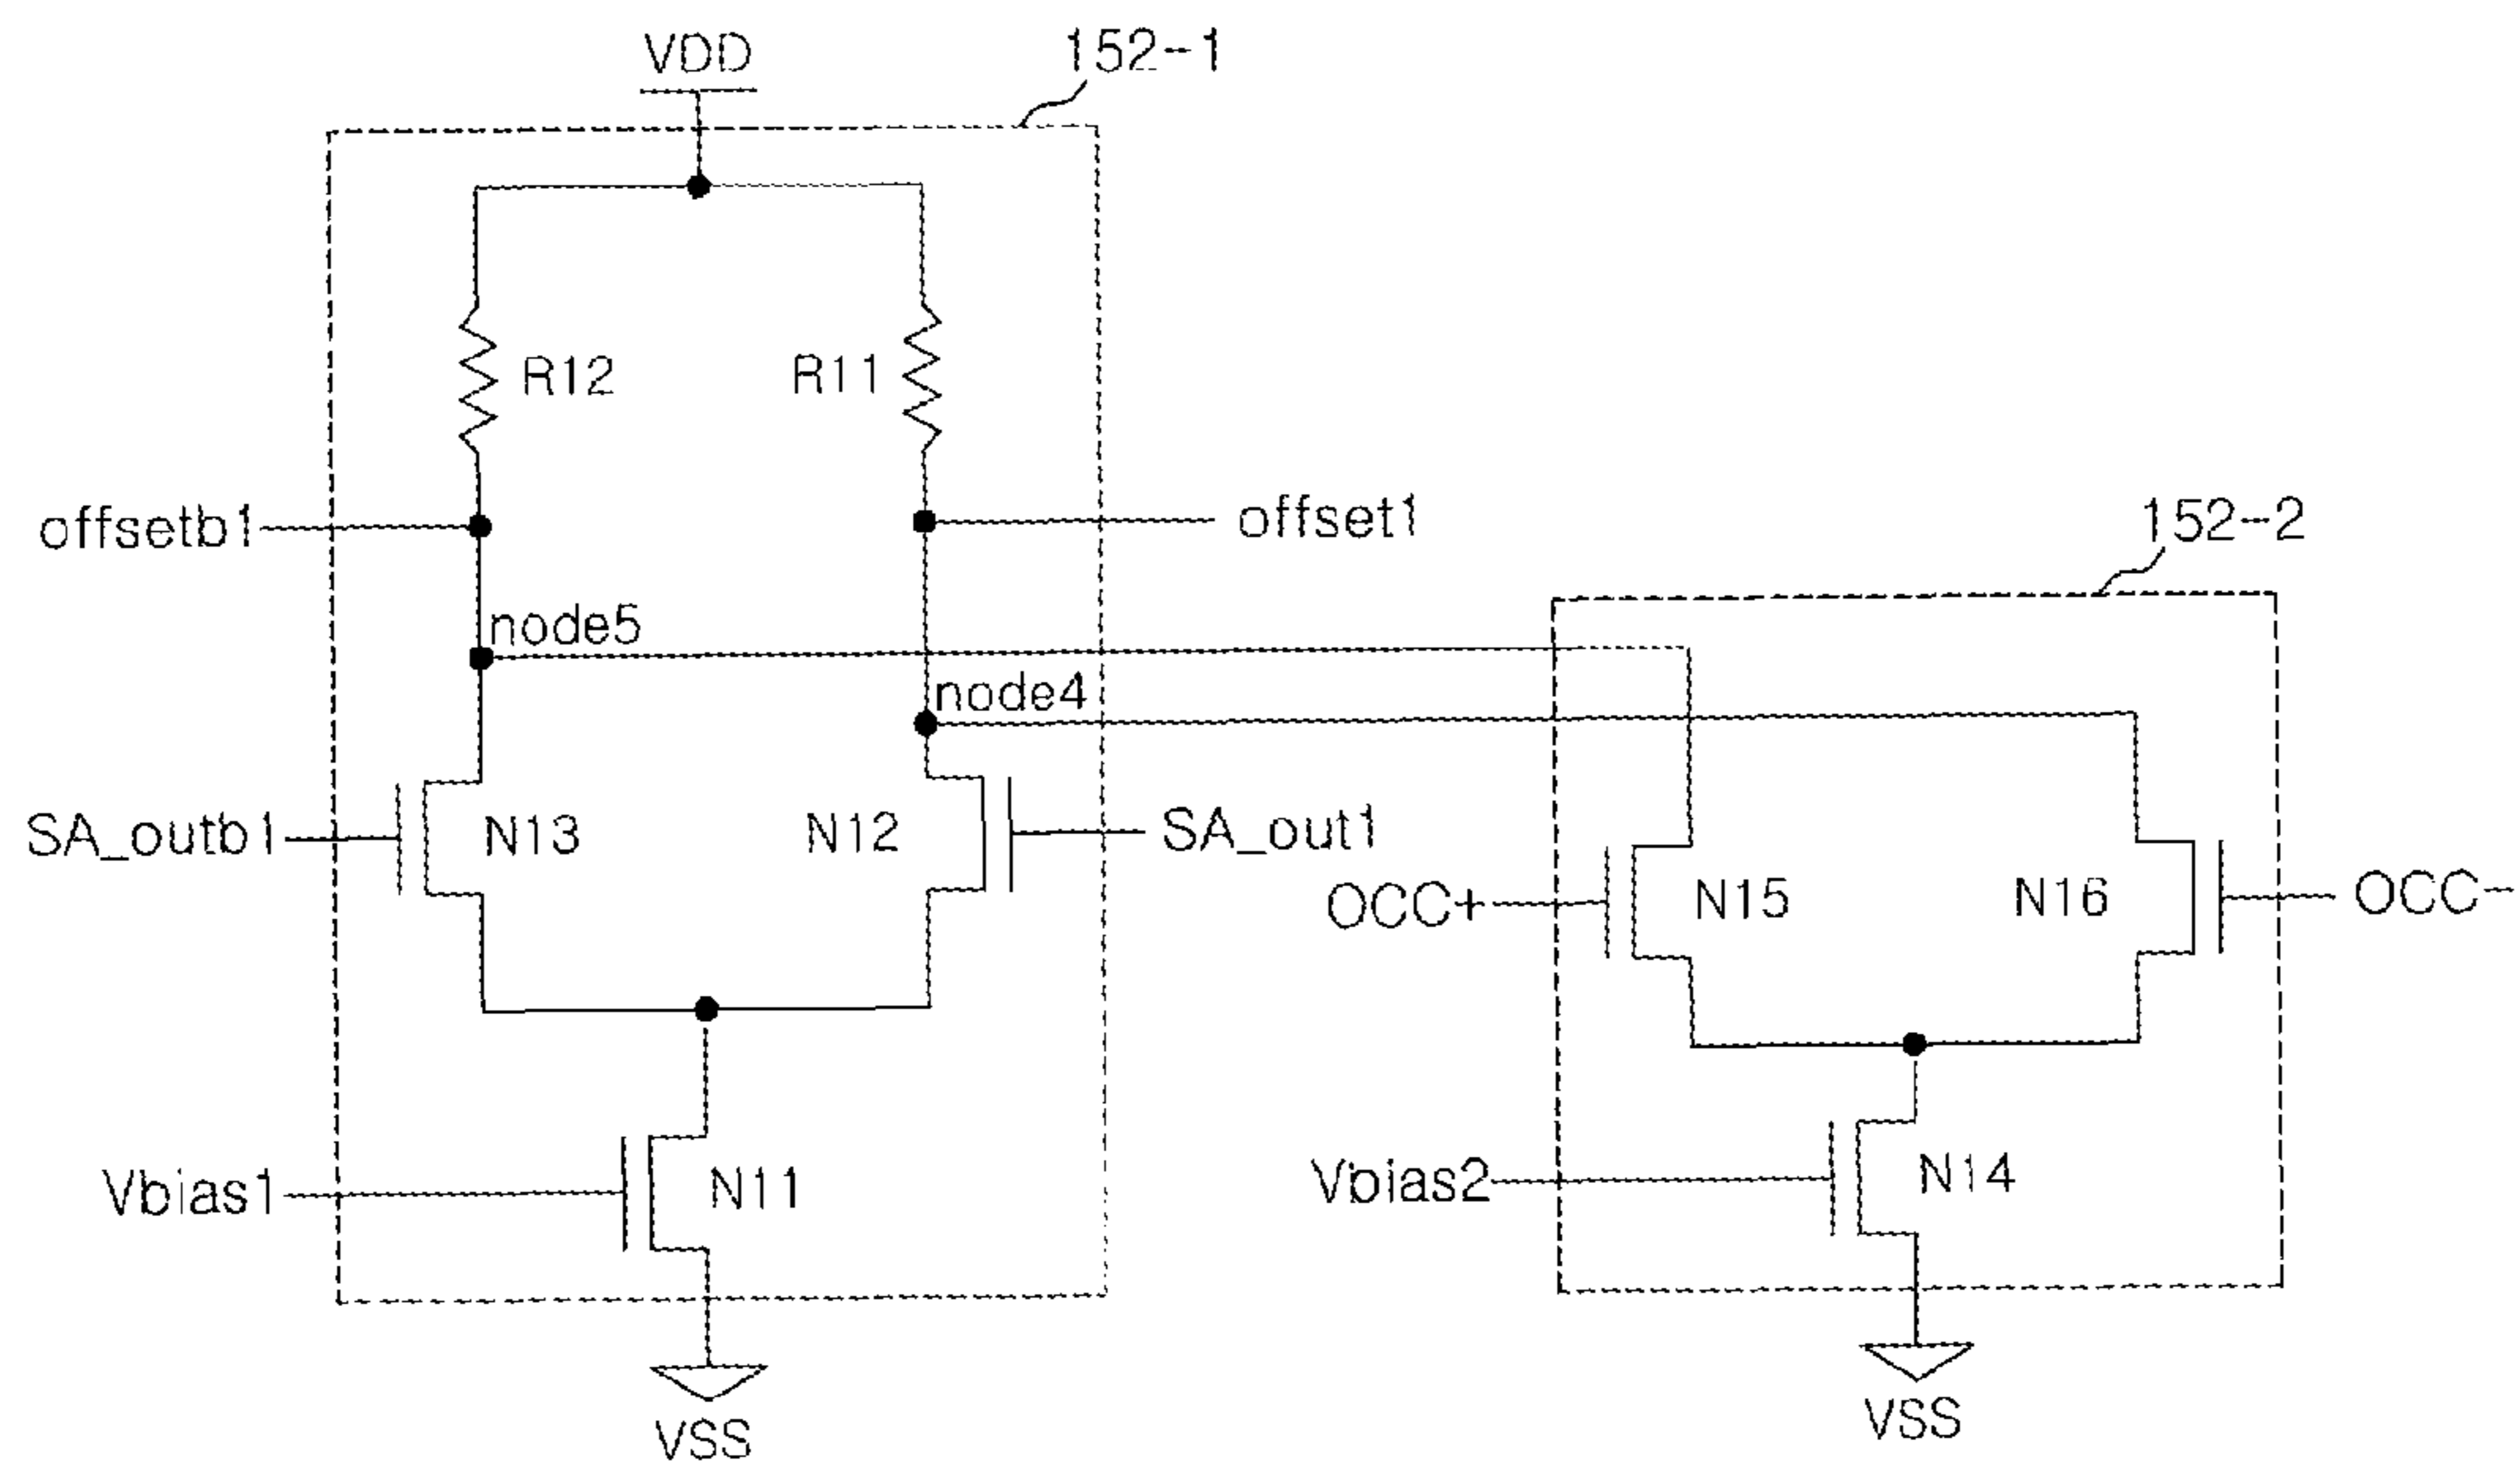 VDD
152-1
R12
R11
offsetb1
offset1
152-2
node5
node4
SA_outb1
N13
N12
SA_out1
OCC+
N15
N16
OCC-
Vbias1
N11
Vbias2
N14
VSS
VSS